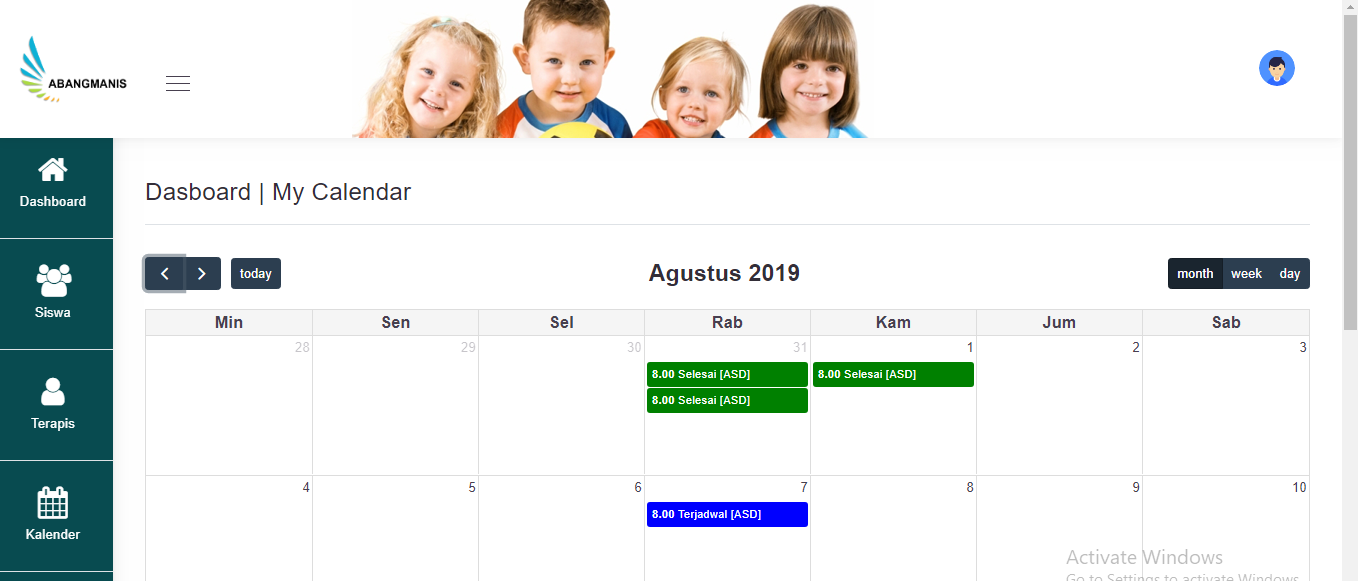 ABANGMANIS
Dashboard
Siswa
Terapis
Kalender
Dasboard | My Calendar
today
Agustus 2019
month week day
Min Sen Sel Rab Kam Jum Sab
28 29 30 31 1 2 3
8.00 Selesai [ASD] 8.00 Selesai [ASD]
8.00 Selesai [ASD]
4 5 6 7 8 9 10
8.00 Terjadwal [ASD]
Activate Windows
Go to Settings to activate Windows.